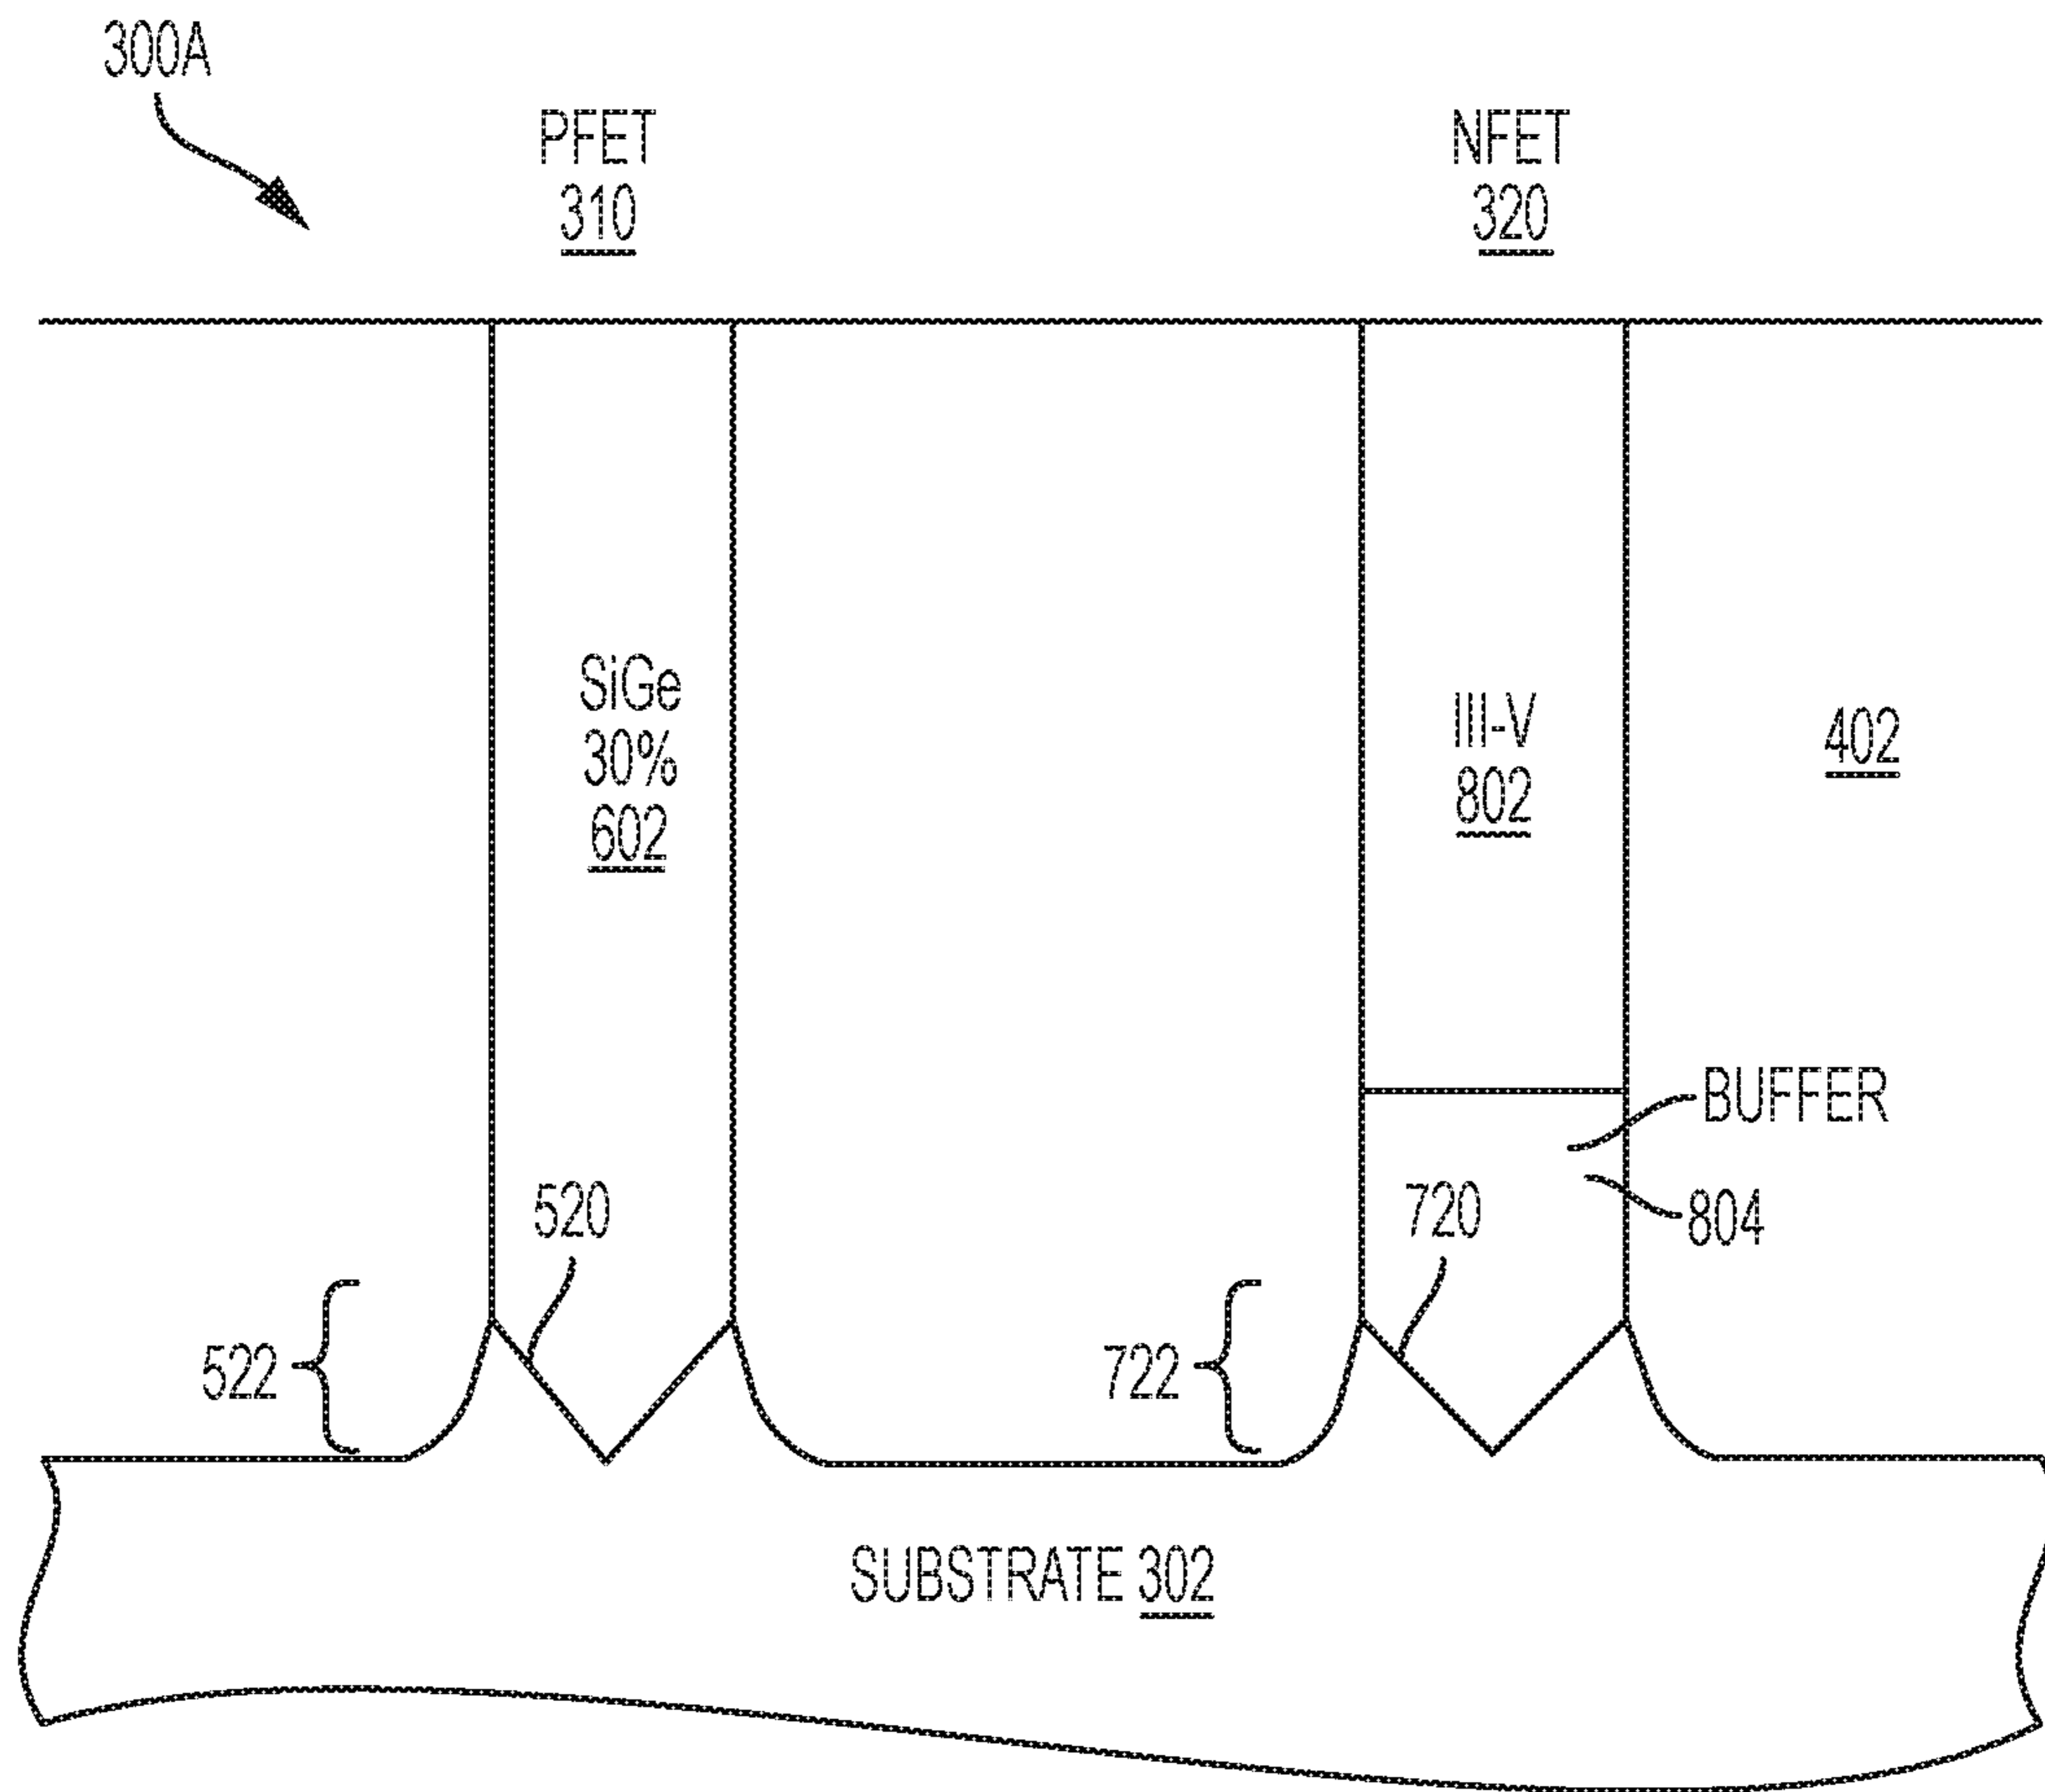 300A
PFET
310
NFET
320
SiGe
30%
602
III-V
802
402
BUFFER
804
520
720
522
722
SUBSTRATE 302